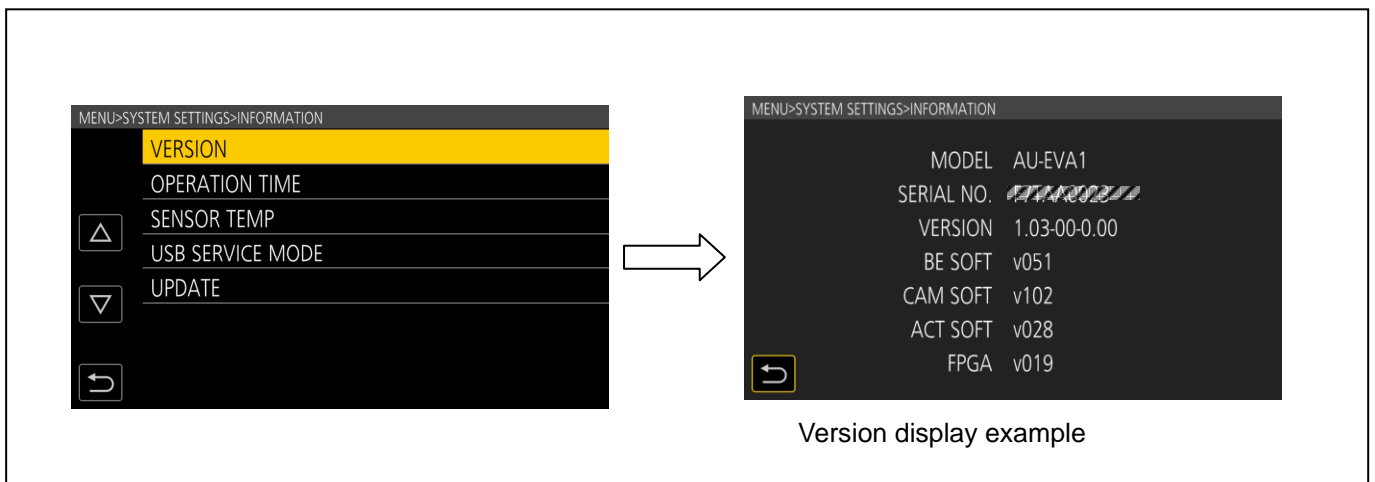 MENU>SYSTEM SETTINGS>INFORMATION
VERSION
OPERATION TIME
SENSOR TEMP
USB SERVICE MODE
UPDATE
MENU>SYSTEM SETTINGS>INFORMATION
MODEL AU-EVA1
SERIAL NO.
VERSION 1.03-00-0.00
BE SOFT v051
CAM SOFT v102
ACT SOFT v028
FPGA v019
Version display example